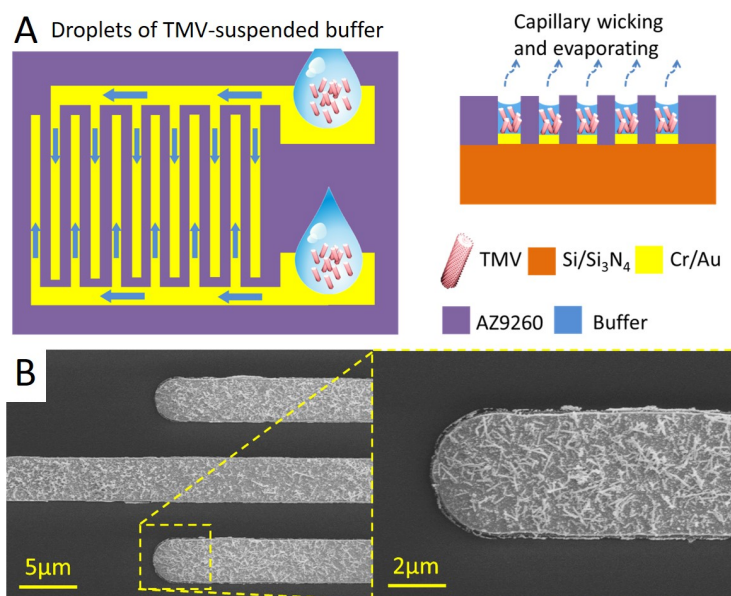 A
Droplets of TMV-suspended buffer
Capillary wicking
and evaporating
TMV
Si/Si₃N₄
Cr/Au
AZ9260
Buffer
B
5μm
2μm